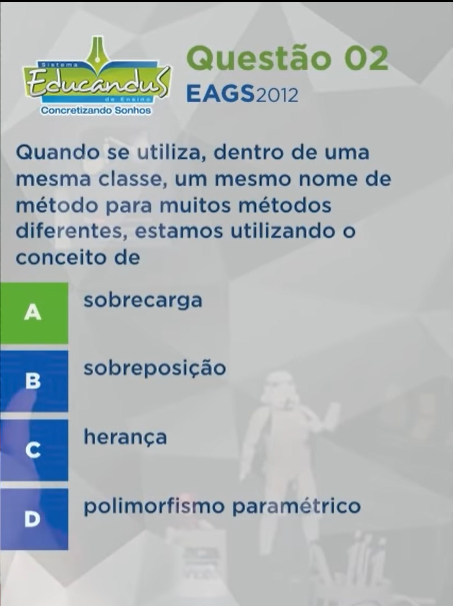 Sistema
Educandus
de Ensino
Concretizando Sonhos
Questão 02
EAGS2012
Quando se utiliza, dentro de uma
mesma classe, um mesmo nome de
método para muitos métodos
diferentes, estamos utilizando o
conceito de
A sobrecarga
B sobreposição
C herança
D polimorfismo paramétrico